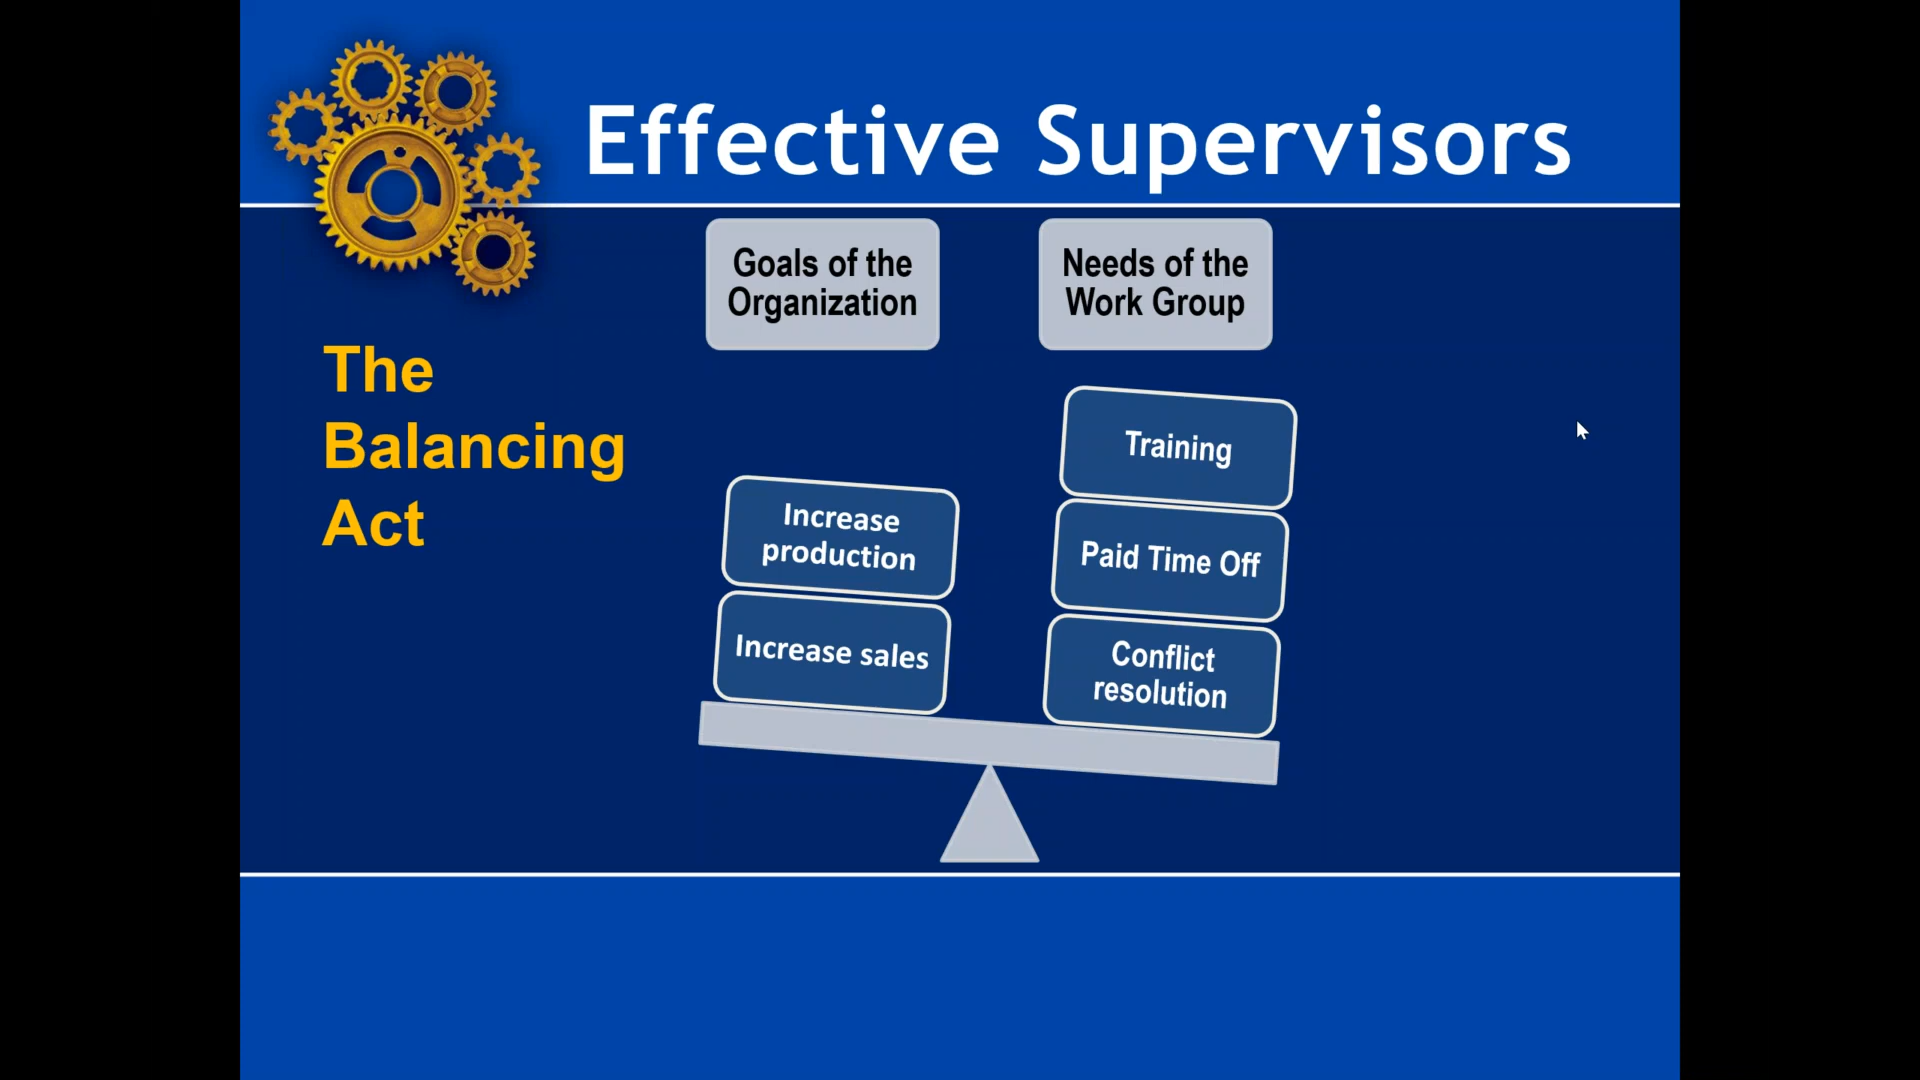 Effective Supervisors
Goals of the
Organization
Needs of the
Work Group
The
Balancing
Act
Increase
production
Increase sales
Training
Paid Time Off
Conflict
resolution